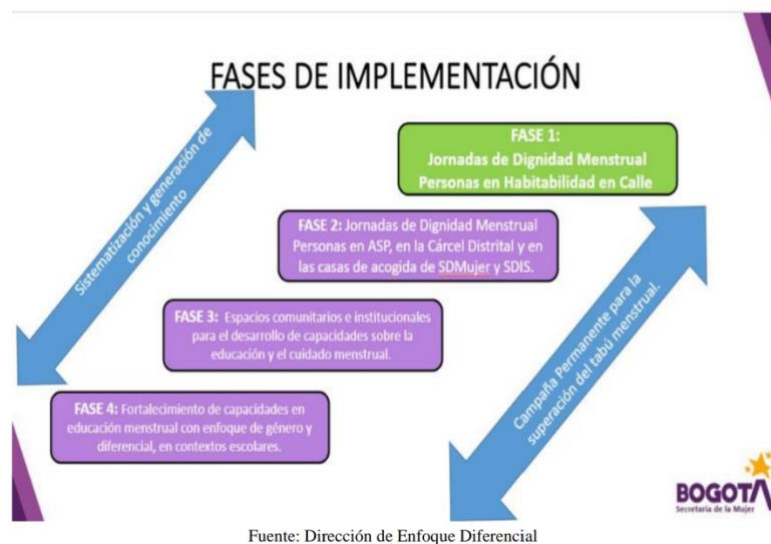 FASES DE IMPLEMENTACIÓN
FASE 1:
Jornadas de Dignidad Menstrual
Personas en Habitabilidad en Calle
Sistematización y generación de
conocimiento
FASE 2: Jornadas de Dignidad Menstrual
Personas en ASP, en la Cárcel Distrital y en
las casas de acogida de SDMujer y SDIS.
FASE 3: Espacios comunitarios e institucionales
para el desarrollo de capacidades sobre la
educación y el cuidado menstrual.
Campaña Permanente para la
superación del tabú menstrual.
FASE 4: Fortalecimiento de capacidades en
educación menstrual con enfoque de género y
diferencial, en contextos escolares.
BOGOTÁ
Secretaría de la Mujer
Fuente: Dirección de Enfoque Diferencial